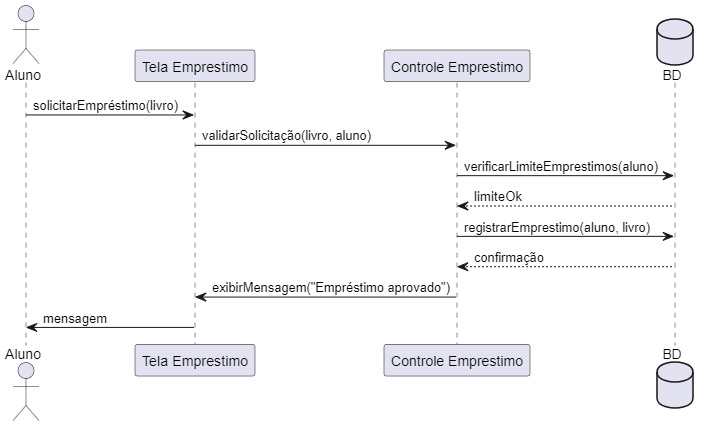 Aluno
Tela Emprestimo
Controle Emprestimo
BD
solicitarEmpréstimo(livro)
validarSolicitação(livro, aluno)
verificarLimiteEmprestimos(aluno)
limiteOk
registrarEmprestimo(aluno, livro)
confirmação
exibirMensagem("Empréstimo aprovado")
mensagem
Aluno
Tela Emprestimo
Controle Emprestimo
BD